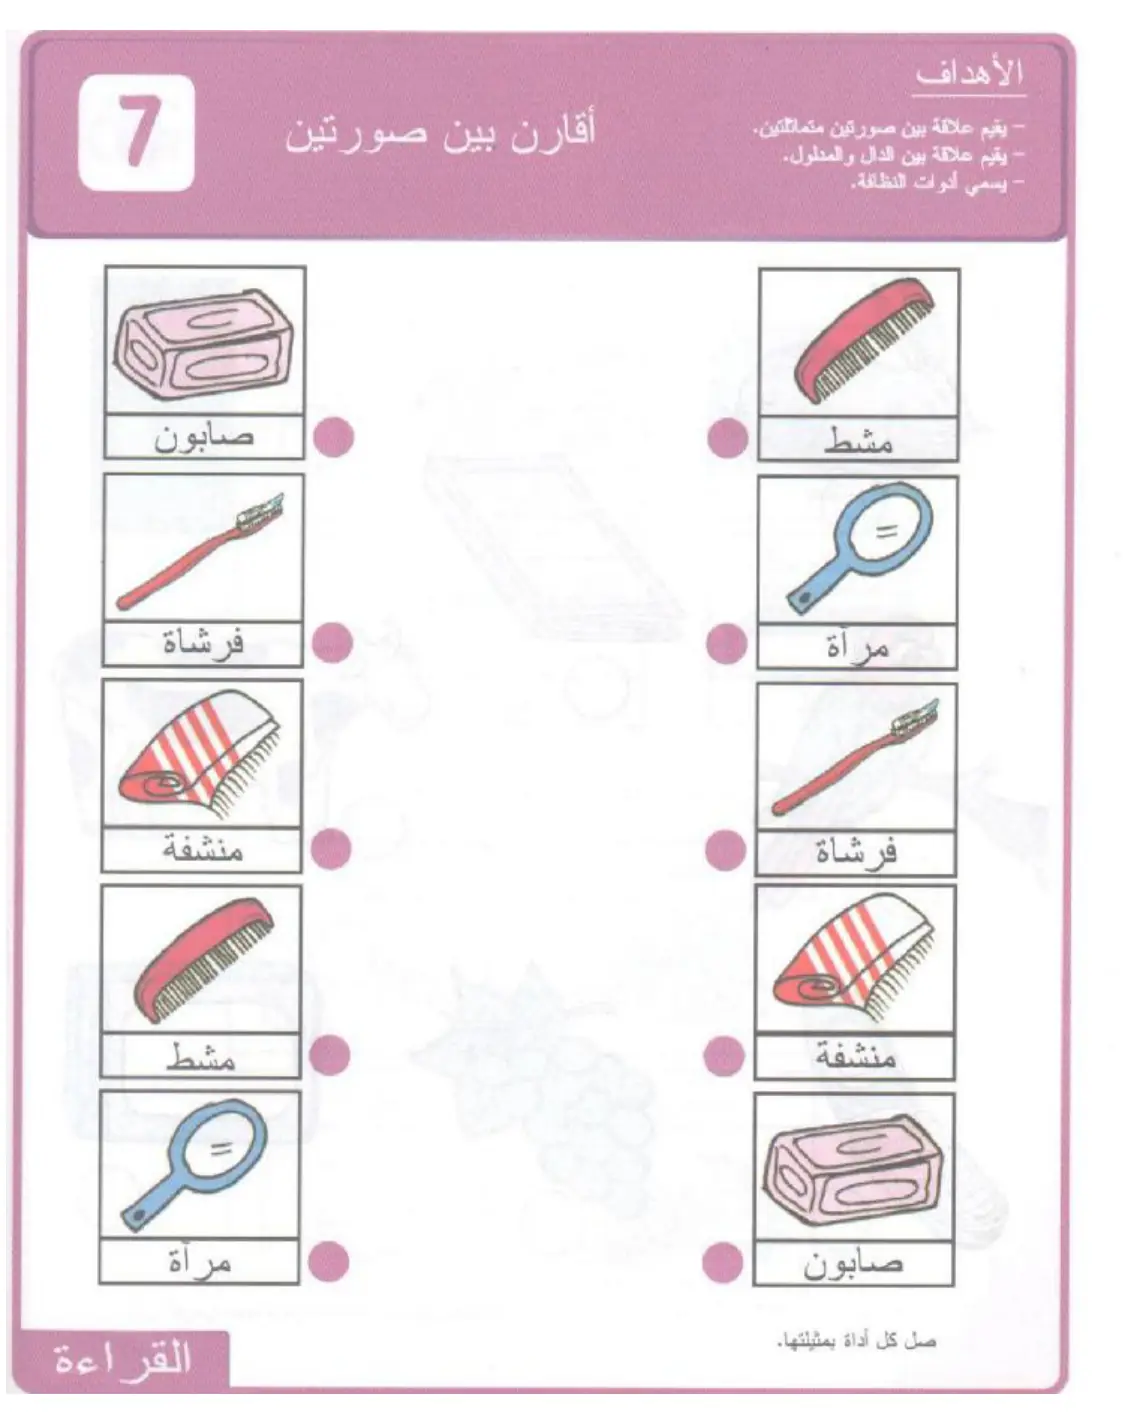 الأهداف
– يقيم علاقة بين صورتين متماثلتين.
– يقيم علاقة بين الدال والمدلول.
– يسمي أدوات النظافة.
أقارن بين صورتين
7
مشط
صابون
مرآة
فرشاة
فرشاة
منشفة
منشفة
مشط
صابون
مرآة
صل كل أداة بمثيلتها.
القراءة